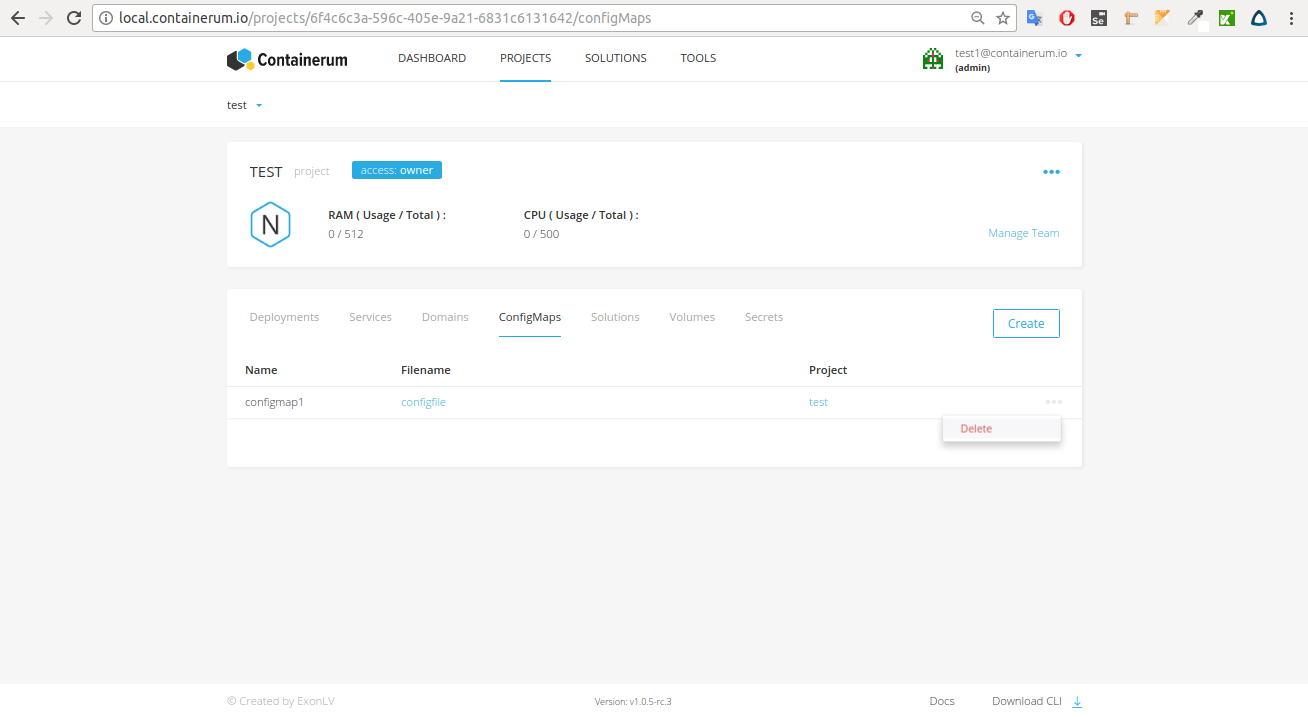 local.containerum.io/projects/6f4c6c3a-596c-405e-9a21-6831c6131642/configMaps
Containerum DASHBOARD PROJECTS SOLUTIONS TOOLS test1@containerum.io
(admin)
test
TEST project access: owner
N
RAM ( Usage / Total ) : CPU ( Usage / Total ) :
0 / 512 0 / 500
Manage Team
Deployments Services Domains ConfigMaps Solutions Volumes Secrets
Create
Name Filename Project
configmap1 configfile test
Delete
© Created by ExonLV Version: v1.0.5-rc.3 Docs Download CLI